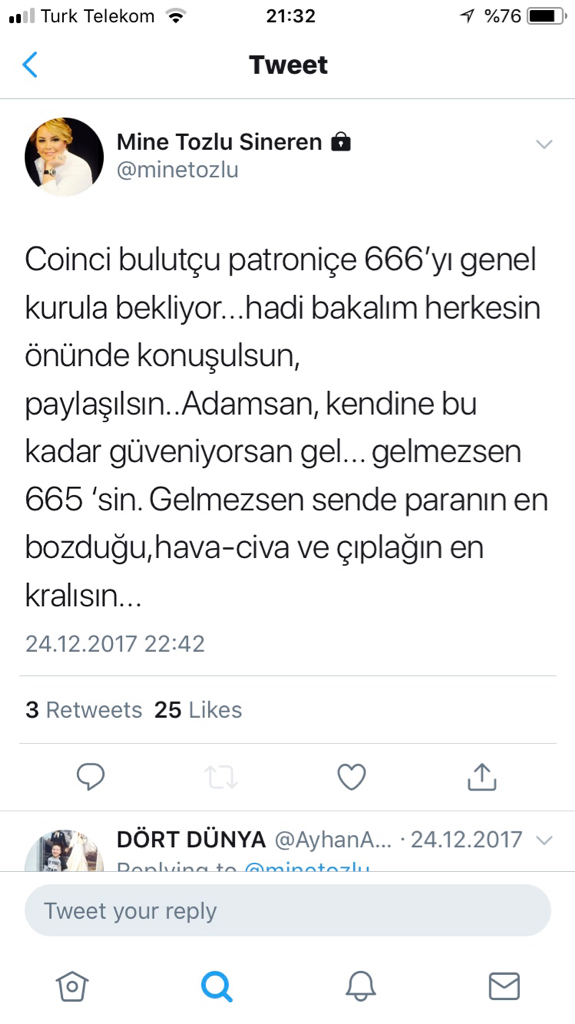 Turk Telekom
21:32
%76
Tweet
Mine Tozlu Sineren
@minetozlu
Coinci bulutçu patroniçe 666’yı genel
kurula bekliyor...hadi bakalım herkesin
önünde konuşulsun,
paylaşılsın..Adamsan, kendine bu
kadar güveniyorsan gel... gelmezsen
665 ‘sin. Gelmezsen sende paranın en
bozduğu,hava-civa ve çıplağın en
kralısın...
24.12.2017 22:42
3 Retweets 25 Likes
DÖRT DÜNYA @AyhanA... · 24.12.2017
Replying to @minetozlu
Tweet your reply